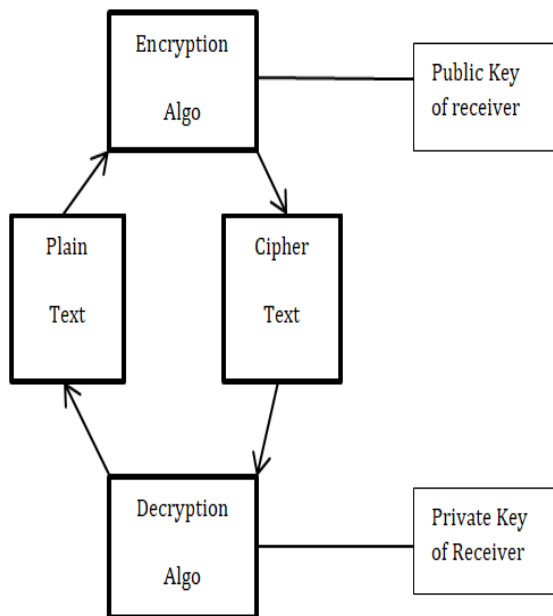 Encryption
Algo
Public Key
of receiver
Plain
Text
Cipher
Text
Decryption
Algo
Private Key
of Receiver